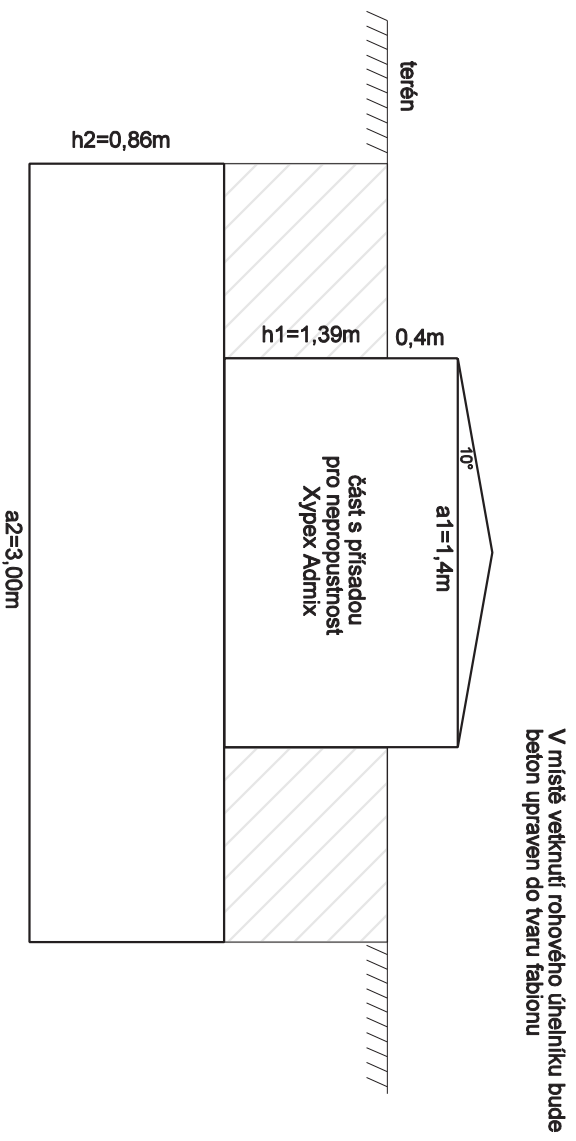 V místě vetknutí rohového úhelníku bude
beton upraven do tvaru fabionu
terén
10°
a1=1,4m
0,4m
h1=1,39m
část s přísadou
pro nepropustnost
Xypex Admix
h2=0,86m
a2=3,00m